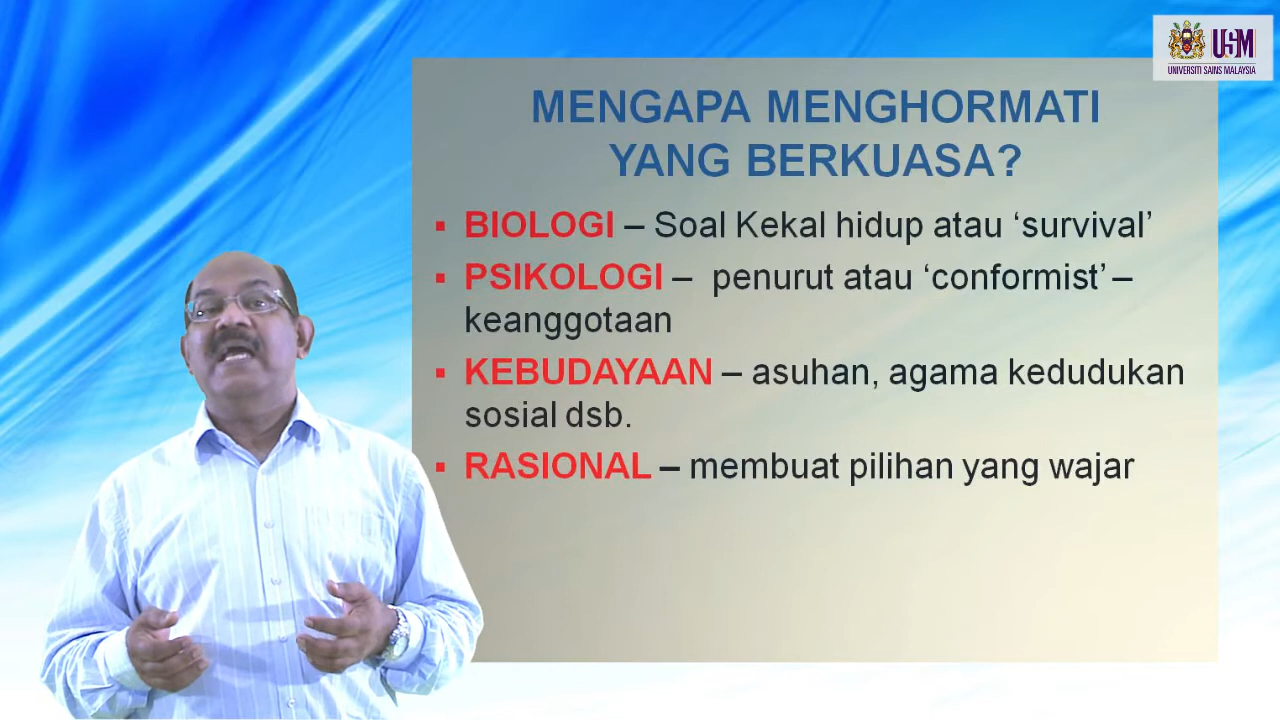 USM
UNIVERSITI SAINS MALAYSIA
MENGAPA MENGHORMATI
YANG BERKUASA?
▪ BIOLOGI – Soal Kekal hidup atau ‘survival’
▪ PSIKOLOGI – penurut atau ‘conformist’ –
keanggotaan
▪ KEBUDAYAAN – asuhan, agama kedudukan
sosial dsb.
▪ RASIONAL – membuat pilihan yang wajar